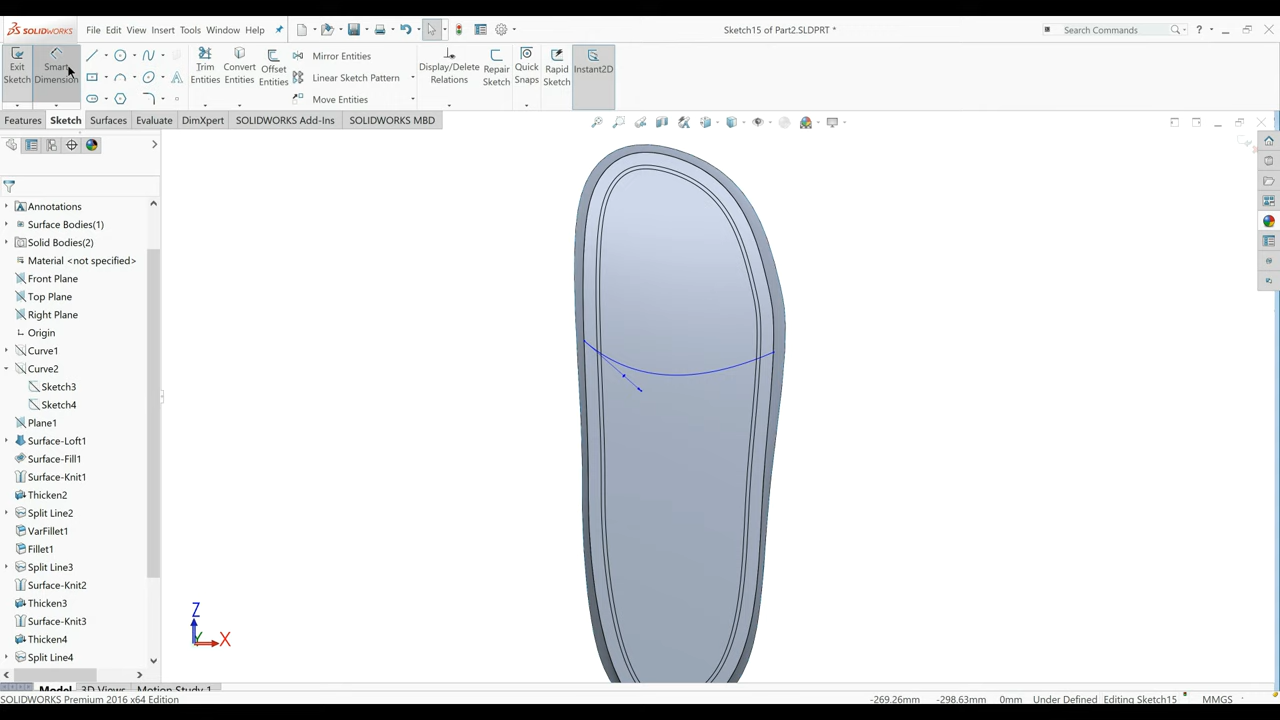 SOLIDWORKS File Edit View Insert Tools Window Help Sketch15 of Part2.SLDPRT * Search Commands
Exit Sketch
Smart Dimension
Trim Entities
Convert Entities
Offset Entities
Mirror Entities
Linear Sketch Pattern
Move Entities
Display/Delete Relations
Repair Sketch
Quick Snaps
Rapid Sketch
Instant2D
Features Sketch Surfaces Evaluate DimXpert SOLIDWORKS Add-Ins SOLIDWORKS MBD
Annotations
Surface Bodies(1)
Solid Bodies(2)
Material <not specified>
Front Plane
Top Plane
Right Plane
Origin
Curve1
Curve2
Sketch3
Sketch4
Plane1
Surface-Loft1
Surface-Fill1
Surface-Knit1
Thicken2
Split Line2
VarFillet1
Fillet1
Split Line3
Surface-Knit2
Thicken3
Surface-Knit3
Thicken4
Split Line4
Z
Y
X
Model 3D Views Motion Study 1
SOLIDWORKS Premium 2016 x64 Edition -269.26mm -298.63mm 0mm Under Defined Editing Sketch15 MMGS